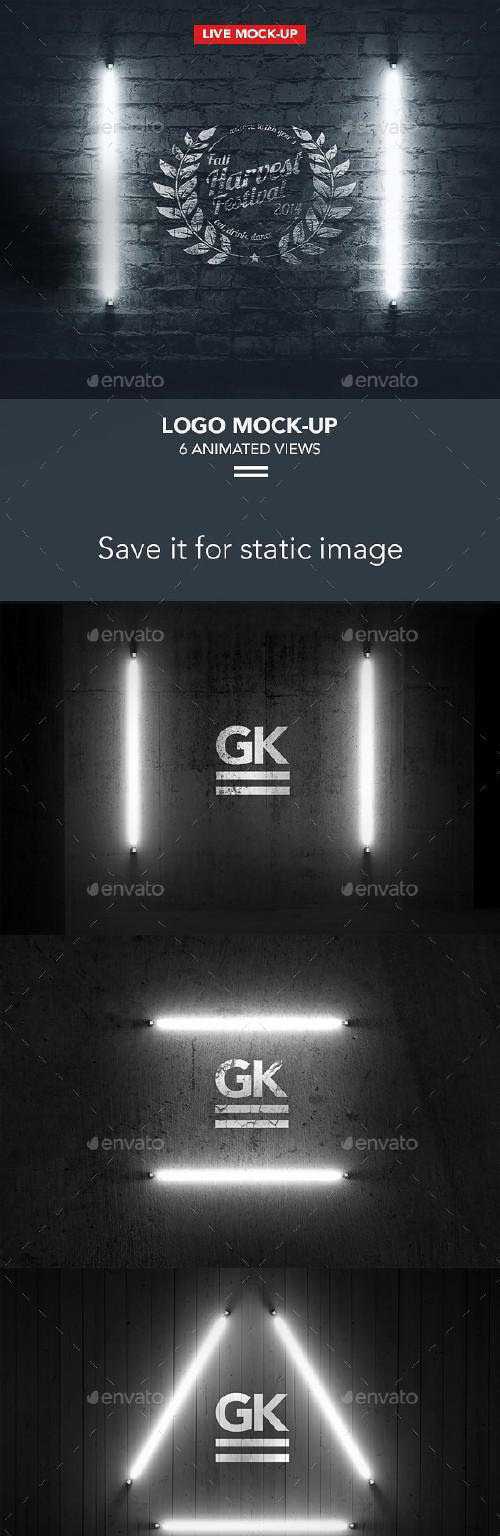 LIVE MOCK-UP
Fall
Harvest
Festival
2014
drink, dance
envato envato
envato envato
LOGO MOCK-UP
6 ANIMATED VIEWS
Save it for static image
envato envato
GK
envato envato
GK
envato envato
envato envato
GK